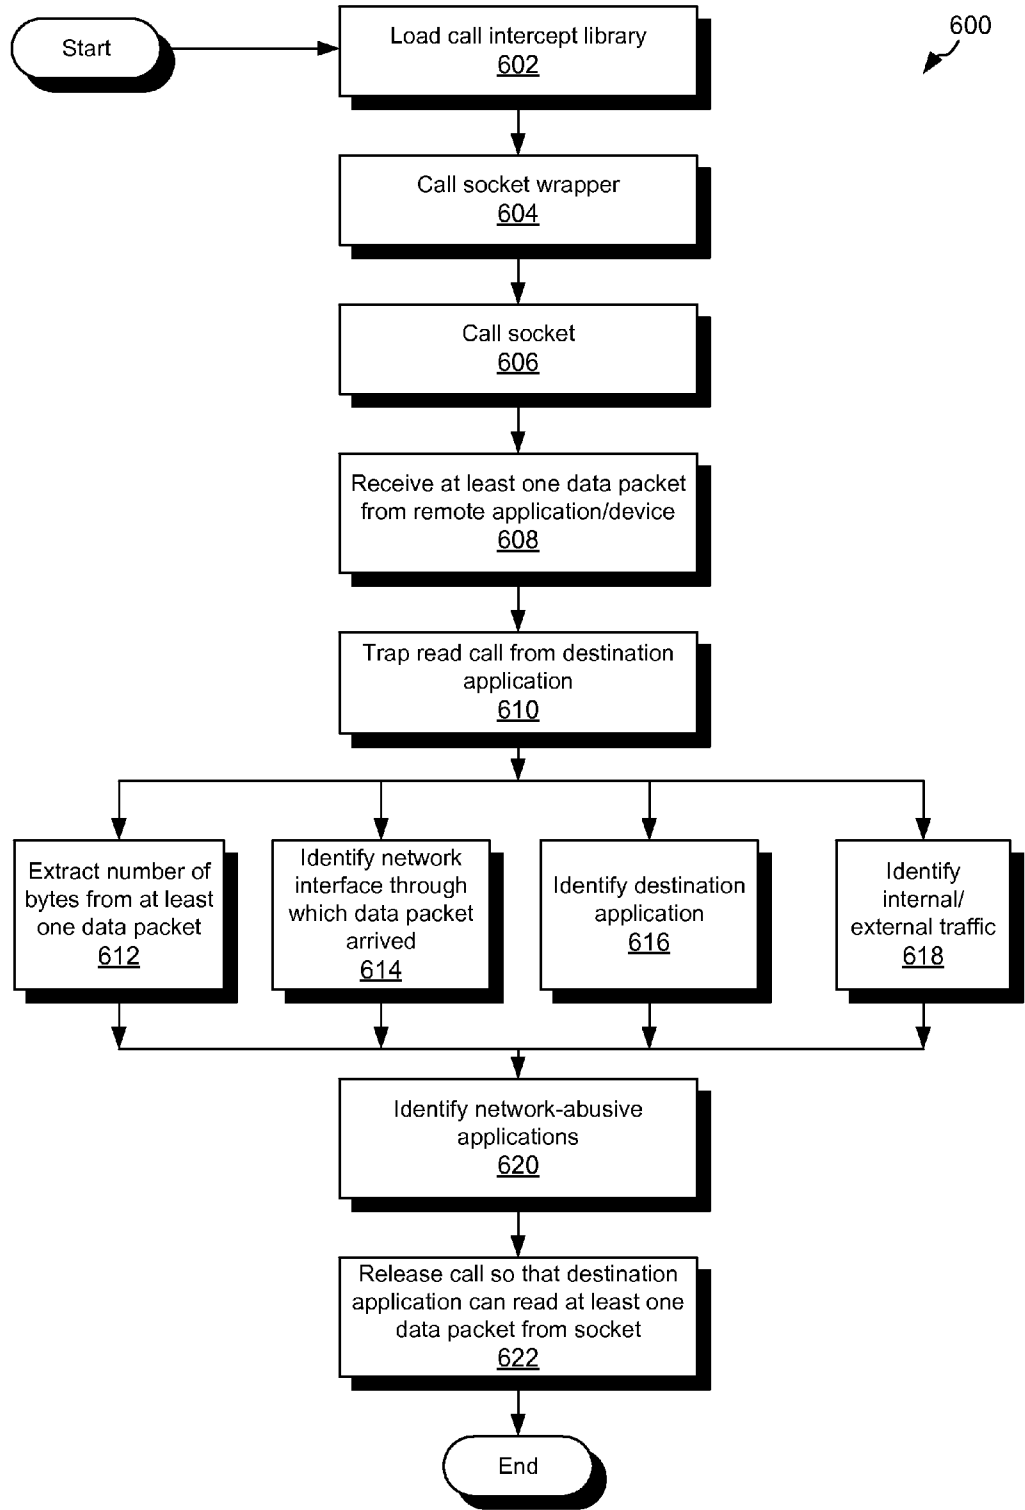 Start
Load call intercept library
602
600
Call socket wrapper
604
Call socket
606
Receive at least one data packet
from remote application/device
608
Trap read call from destination
application
610
Extract number of
bytes from at least
one data packet
612
Identify network
interface through
which data packet
arrived
614
Identify destination
application
616
Identify
internal/
external traffic
618
Identify network-abusive
applications
620
Release call so that destination
application can read at least one
data packet from socket
622
End